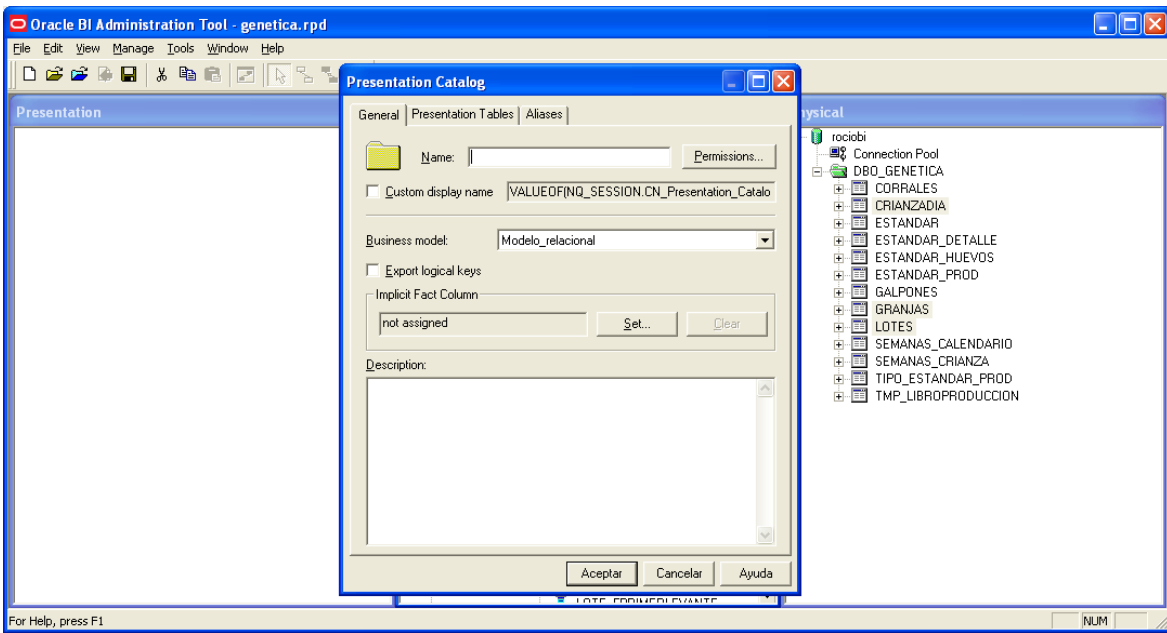 Oracle BI Administration Tool - genetica.rpd
File Edit View Manage Tools Window Help
Presentation
Presentation Catalog
General Presentation Tables Aliases
Name: Permissions...
Custom display name VALUEOF(NQ_SESSION.CN_Presentation_Catalo
Business model: Modelo_relacional
Export logical keys
Implicit Fact Column
not assigned Set... Clear
Description:
Aceptar Cancelar Ayuda
ysical
rociobi
Connection Pool
DBO_GENETICA
CORRALES
CRIANZADIA
ESTANDAR
ESTANDAR_DETALLE
ESTANDAR_HUEVOS
ESTANDAR_PROD
GALPONES
GRANJAS
LOTES
SEMANAS_CALENDARIO
SEMANAS_CRIANZA
TIPO_ESTANDAR_PROD
TMP_LIBROPRODUCCION
For Help, press F1 NUM